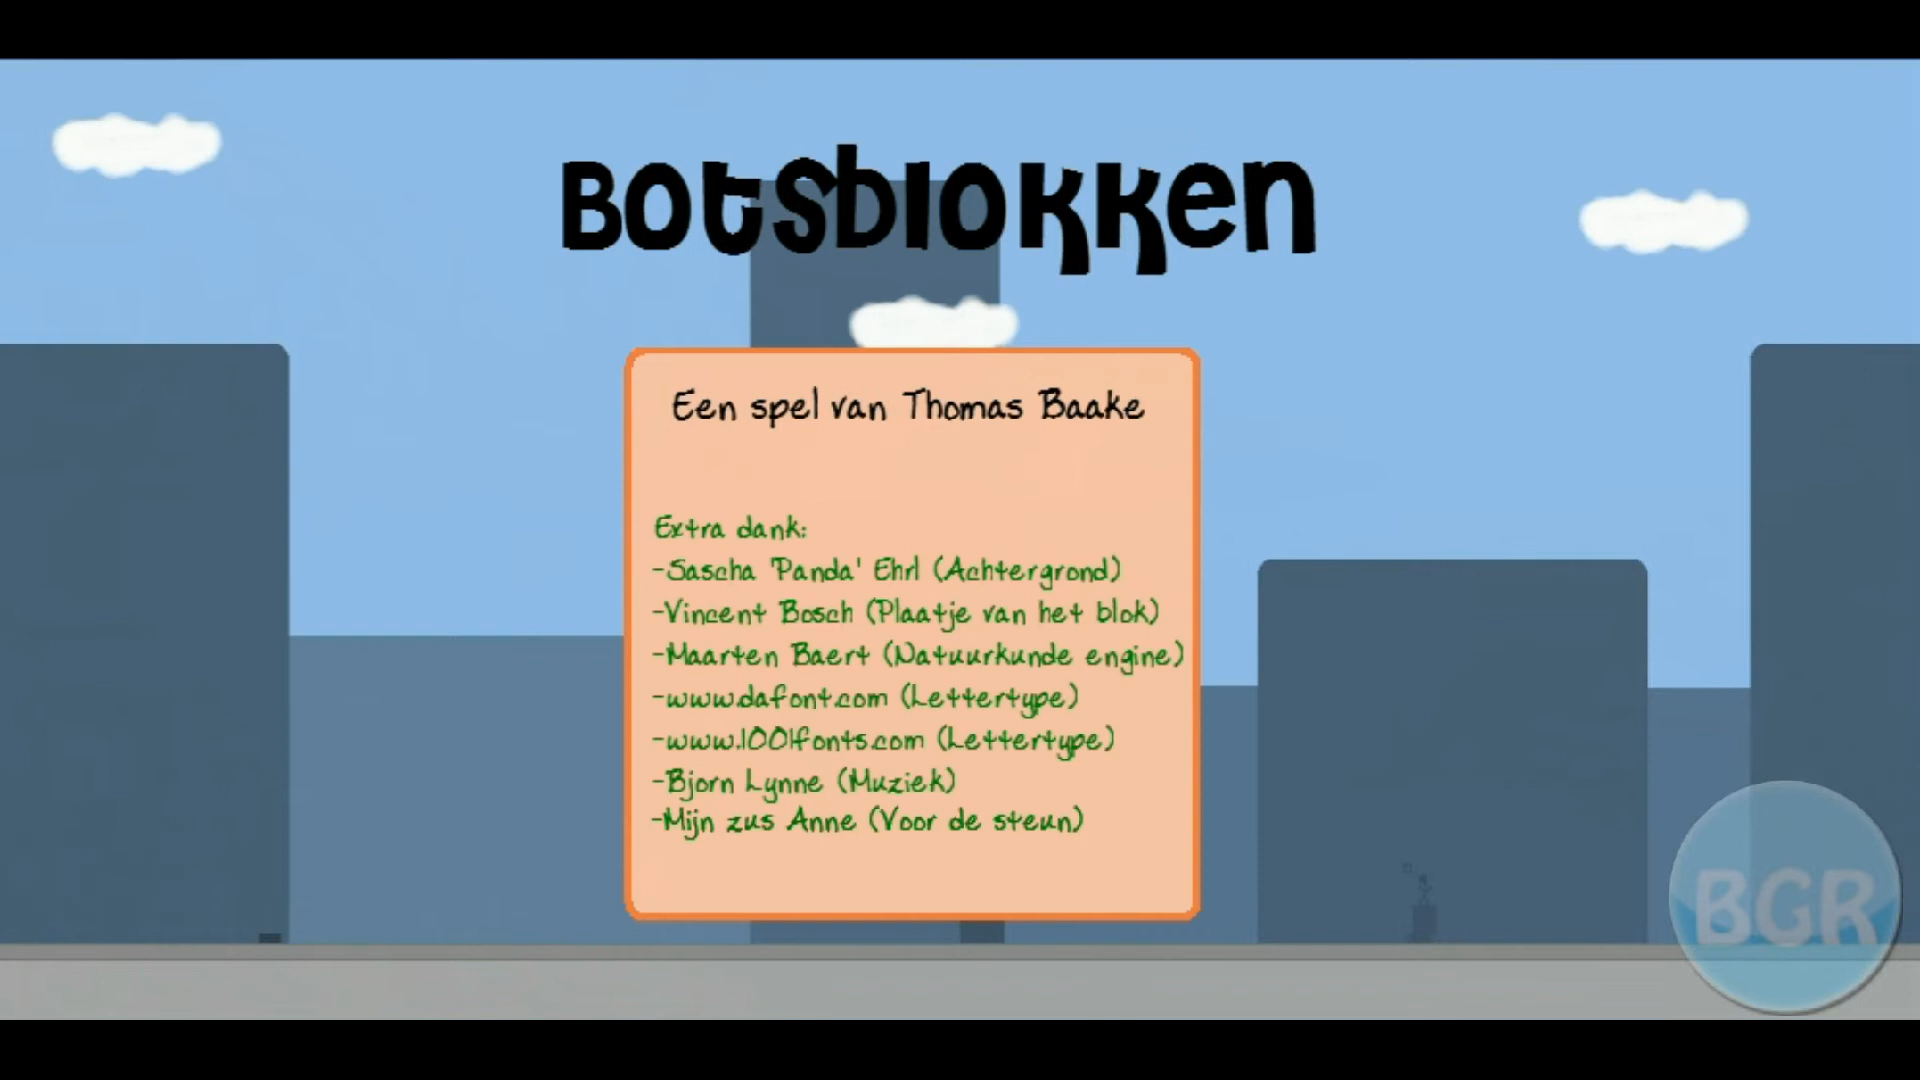 Botsblokken
Een spel van Thomas Baake
Extra dank:
-Sascha 'Panda' Ehrl (Achtergrond)
-Vincent Bosch (Plaatje van het blok)
-Maarten Baert (Natuurkunde engine)
-www.dafont.com (Lettertype)
-www.1001fonts.com (Lettertype)
-Bjorn Lynne (Muziek)
-Mijn zus Anne (Voor de steun)
BGR